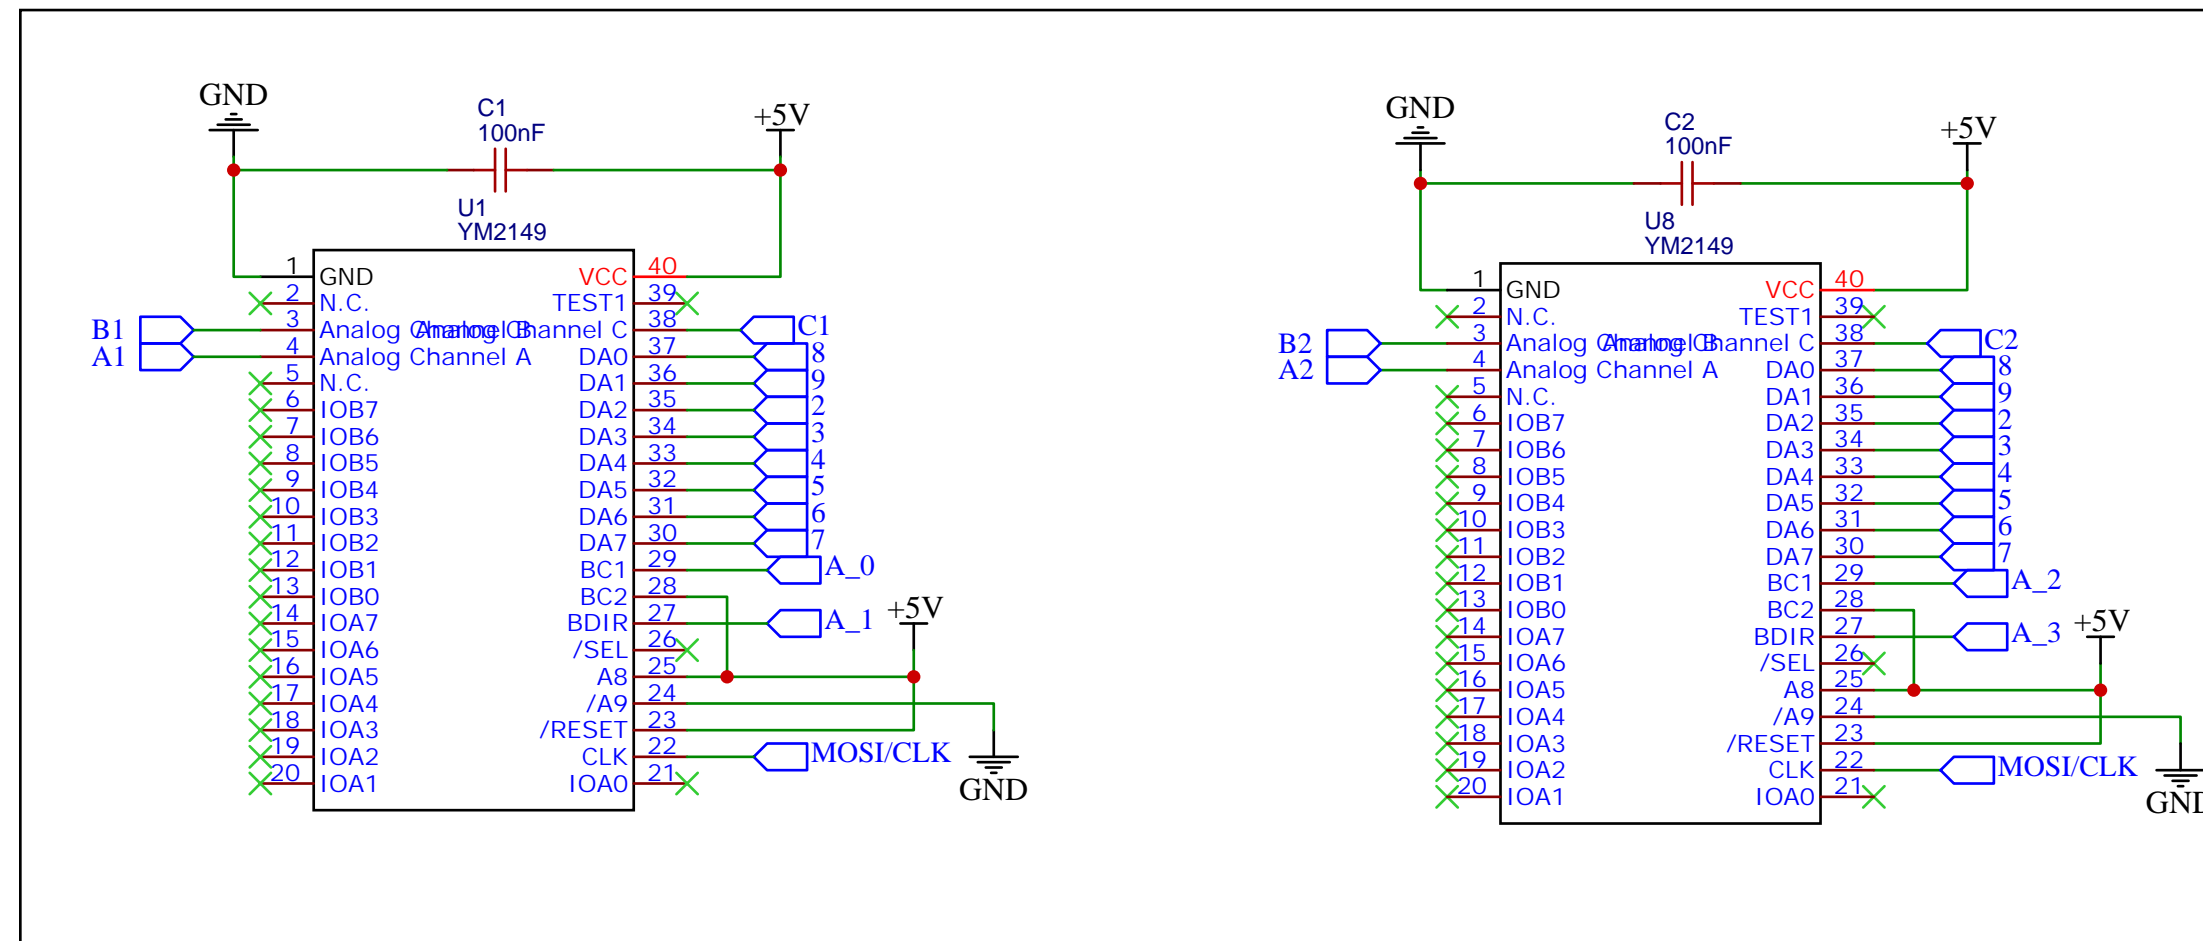 GND
C1
100nF
+5V
U1
YM2149
1 GND VCC 40
2 N.C. TEST1 39
B1 3 Analog Channel B Analog Channel C 38 C1
A1 4 Analog Channel A DA0 37 8
5 N.C. DA1 36 9
6 IOB7 DA2 35 2
7 IOB6 DA3 34 3
8 IOB5 DA4 33 4
9 IOB4 DA5 32 5
10 IOB3 DA6 31 6
11 IOB2 DA7 30 7
12 IOB1 BC1 29 A_0
13 IOB0 BC2 28
14 IOA7 BDIR 27 A_1 +5V
15 IOA6 /SEL 26
16 IOA5 A8 25
17 IOA4 /A9 24
18 IOA3 /RESET 23
19 IOA2 CLK 22 MOSI/CLK
20 IOA1 IOA0 21
GND
GND
C2
100nF
+5V
U8
YM2149
1 GND VCC 40
2 N.C. TEST1 39
B2 3 Analog Channel B Analog Channel C 38 C2
A2 4 Analog Channel A DA0 37 8
5 N.C. DA1 36 9
6 IOB7 DA2 35 2
7 IOB6 DA3 34 3
8 IOB5 DA4 33 4
9 IOB4 DA5 32 5
10 IOB3 DA6 31 6
11 IOB2 DA7 30 7
12 IOB1 BC1 29 A_2
13 IOB0 BC2 28
14 IOA7 BDIR 27 A_3 +5V
15 IOA6 /SEL 26
16 IOA5 A8 25
17 IOA4 /A9 24
18 IOA3 /RESET 23
19 IOA2 CLK 22 MOSI/CLK
20 IOA1 IOA0 21
GND